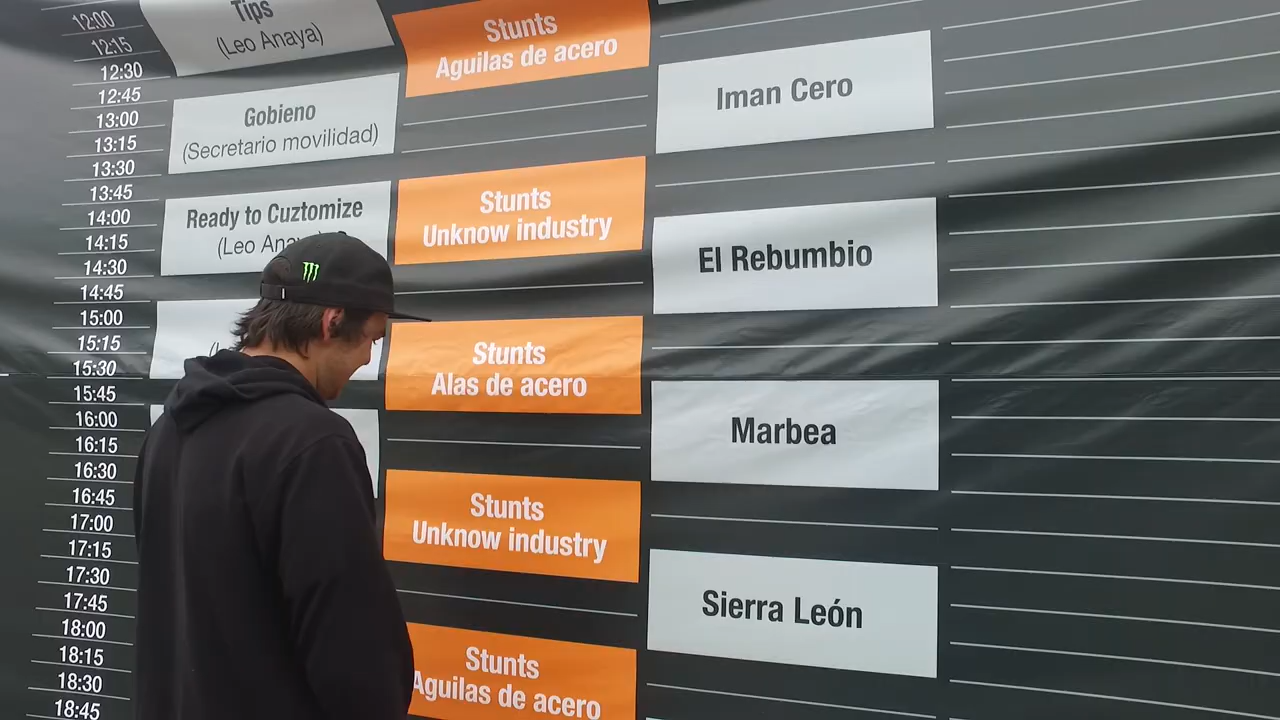 12:00
12:15
12:30
12:45
13:00
13:15
13:30
13:45
14:00
14:15
14:30
14:45
15:00
15:15
15:30
15:45
16:00
16:15
16:30
16:45
17:00
17:15
17:30
17:45
18:00
18:15
18:30
18:45
Tips
(Leo Anaya)
Gobieno
(Secretario movilidad)
Ready to Cuztomize
(Leo Anaya
Stunts
Aguilas de acero
Stunts
Unknow industry
Stunts
Alas de acero
Stunts
Unknow industry
Stunts
Aguilas de acero
Iman Cero
El Rebumbio
Marbea
Sierra León